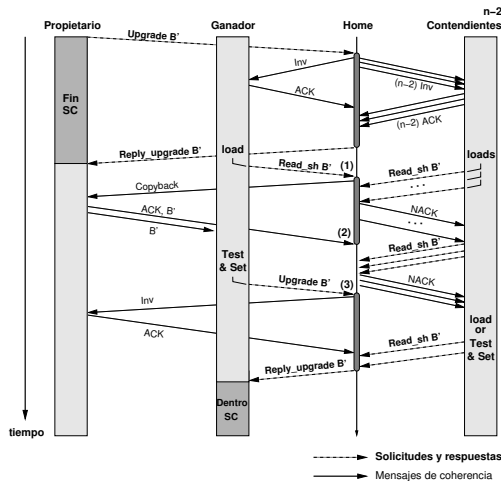 n−2
Propietario Ganador Home Contendientes
Upgrade B'
Inv
(n−2) Inv
ACK
(n−2) ACK
Fin
SC
Reply_upgrade B'
load
Read_sh B'
(1)
loads
Read_sh B'
...
Copyback
ACK, B'
B'
NACK
...
(2)
Read_sh B'
Test
& Set
Upgrade B'
(3)
NACK
Inv
ACK
load
or
Test
& Set
Read_sh B'
Reply_upgrade B'
Dentro
SC
tiempo
Solicitudes y respuestas
Mensajes de coherencia